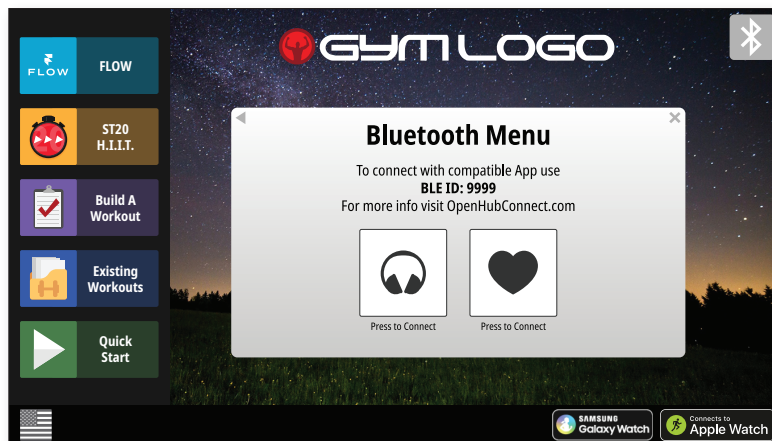 GYM LOGO
FLOW
FLOW
ST20
H.I.I.T.
Build A
Workout
Existing
Workouts
Quick
Start
Bluetooth Menu
To connect with compatible App use
BLE ID: 9999
For more info visit OpenHubConnect.com
Press to Connect
Press to Connect
SAMSUNG
Galaxy Watch
Connects to
Apple Watch